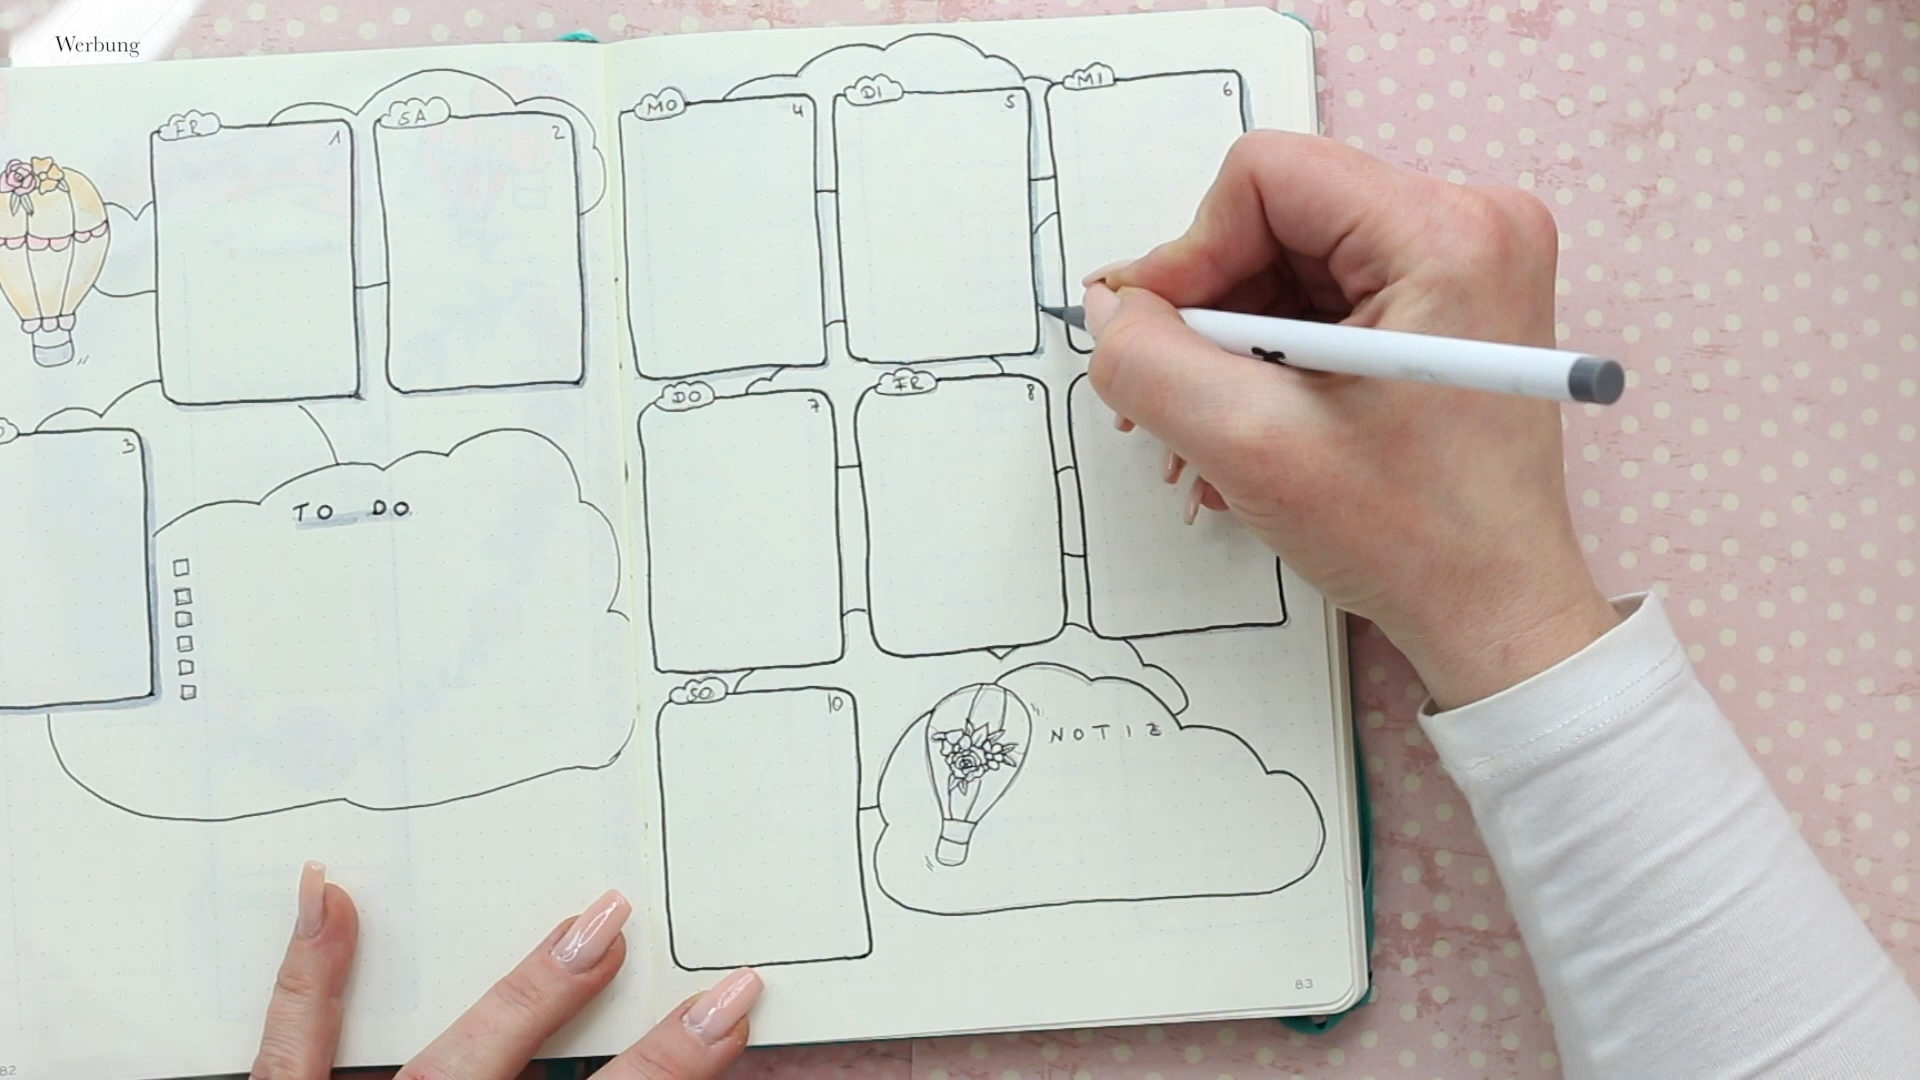 Werbung
FR 1
SA 2
3
TO DO
82
MO 4
DI 5
MI 6
DO 7
FR 8
SO 10
NOTIZ
83